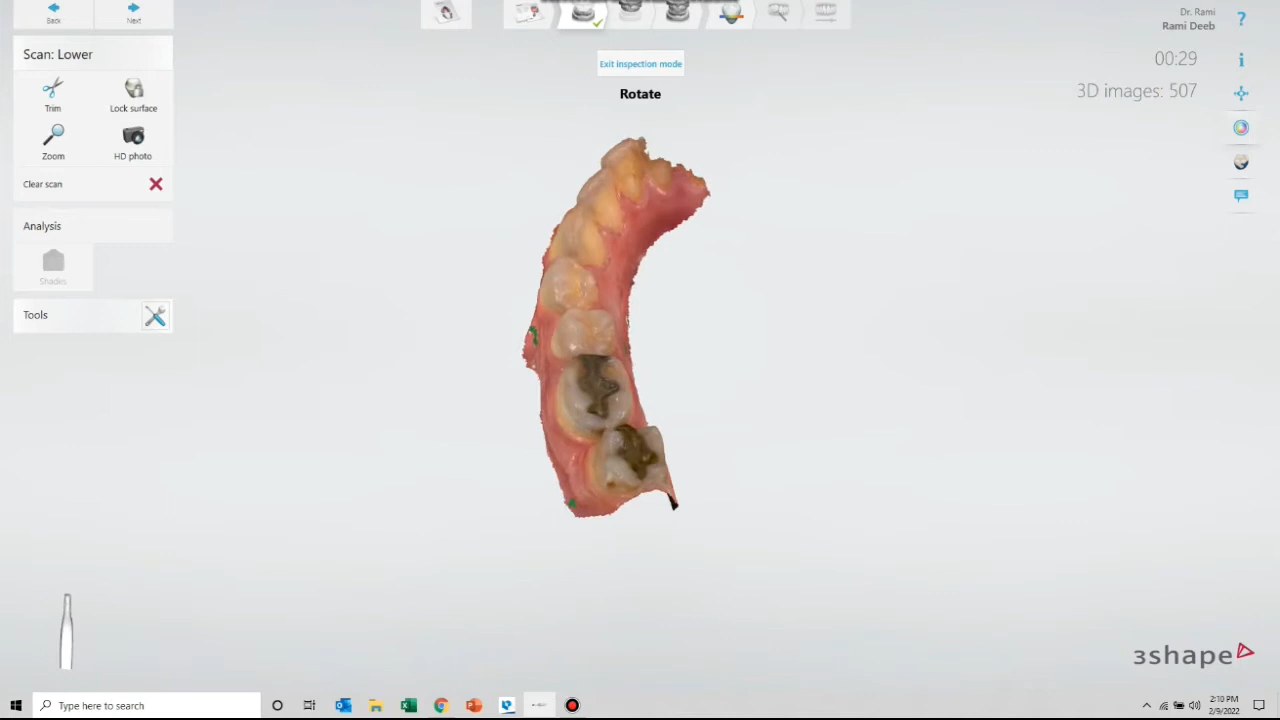 Back
Next
Dr. Rami
Rami Deeb
?
Scan: Lower
Exit inspection mode
00:29
i
Rotate
3D images: 507
Trim
Lock surface
Zoom
HD photo
Clear scan
Analysis
Shades
Tools
3shape
Type here to search
2:10 PM
2/9/2022